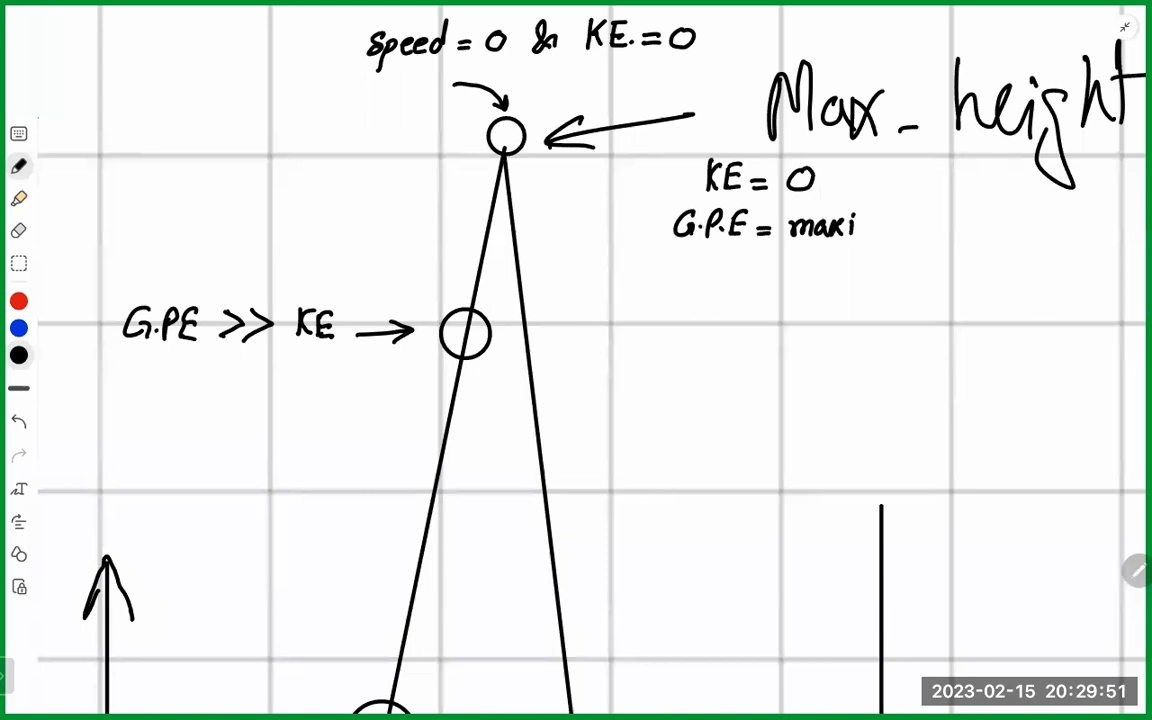 speed = 0 & KE. = 0
Max - height
KE = 0
G.P.E = maxi
G.PE >> KE →
2023-02-15 20:29:51